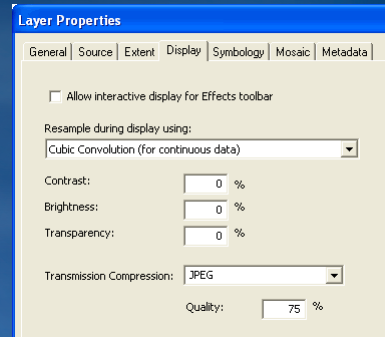 Layer Properties
General Source Extent Display Symbology Mosaic Metadata
Allow interactive display for Effects toolbar
Resample during display using:
Cubic Convolution (for continuous data)
Contrast: 0 %
Brightness: 0 %
Transparency: 0 %
Transmission Compression: JPEG
Quality: 75 %